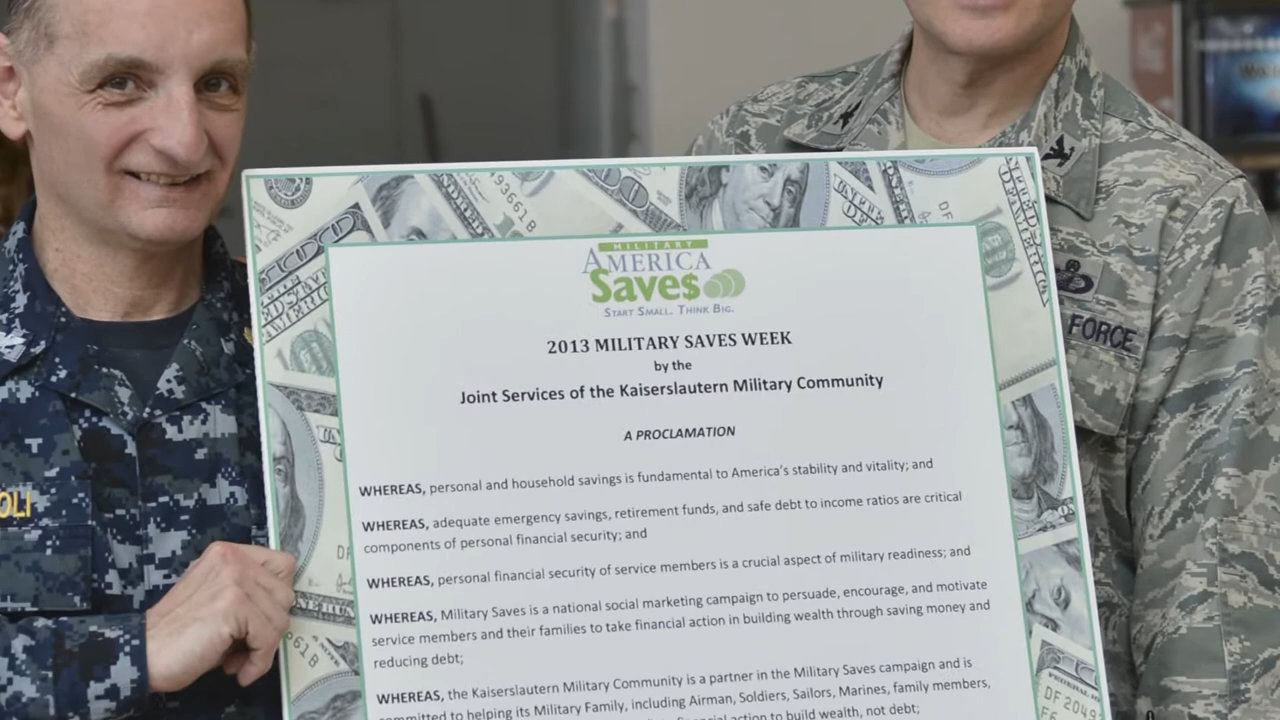 MILITARY
AMERICA
Save$
START SMALL. THINK BIG.
2013 MILITARY SAVES WEEK
by the
Joint Services of the Kaiserslautern Military Community
A PROCLAMATION
WHEREAS, personal and household savings is fundamental to America's stability and vitality; and
WHEREAS, adequate emergency savings, retirement funds, and safe debt to income ratios are critical
components of personal financial security; and
WHEREAS, personal financial security of service members is a crucial aspect of military readiness; and
WHEREAS, Military Saves is a national social marketing campaign to persuade, encourage, and motivate
service members and their families to take financial action in building wealth through saving money and
reducing debt;
WHEREAS, the Kaiserslautern Military Community is a partner in the Military Saves campaign and is
committed to helping its Military Family, including Airman, Soldiers, Sailors, Marines, family members,
financial action to build wealth, not debt;
OLI
FORCE
93661B
61B
DF
DF 2049